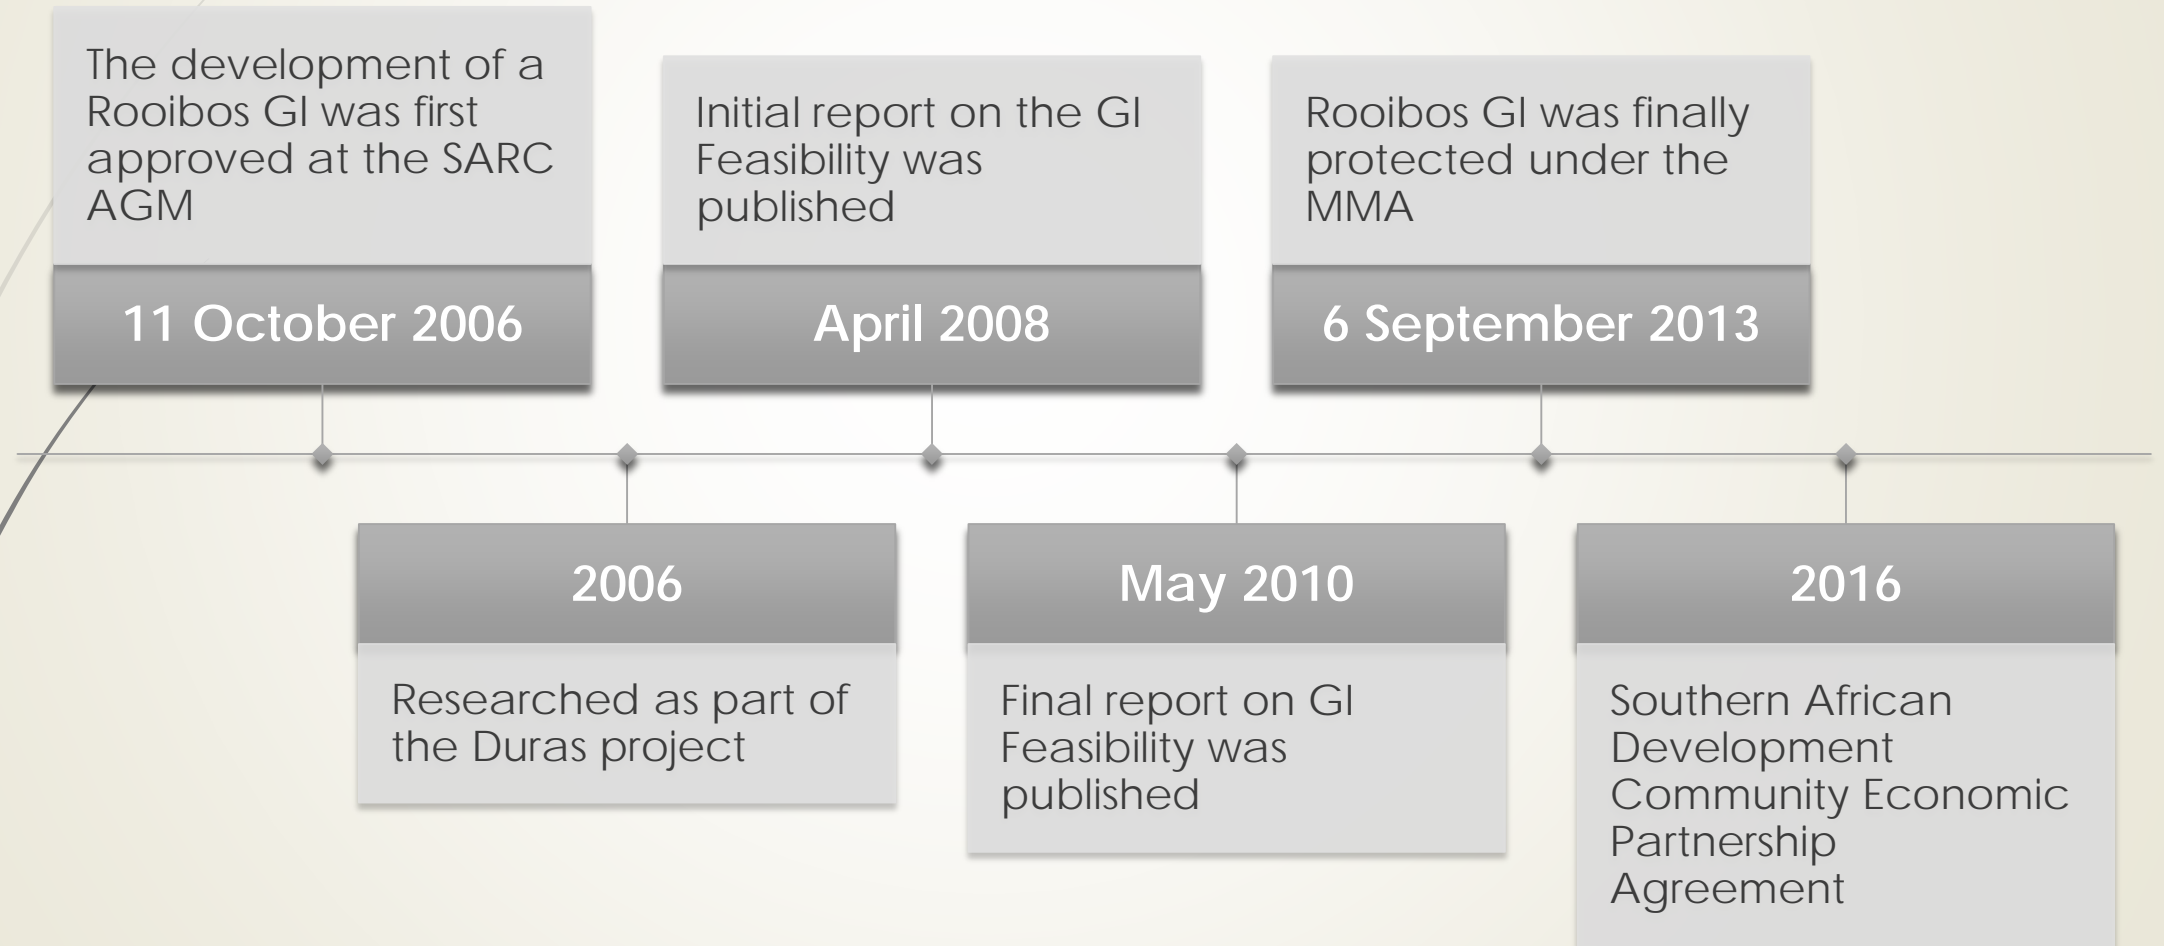 The development of a
Rooibos GI was first
approved at the SARC
AGM
11 October 2006
2006
Researched as part of
the Duras project
Initial report on the GI
Feasibility was
published
April 2008
May 2010
Final report on GI
Feasibility was
published
Rooibos GI was finally
protected under the
MMA
6 September 2013
2016
Southern African
Development
Community Economic
Partnership
Agreement